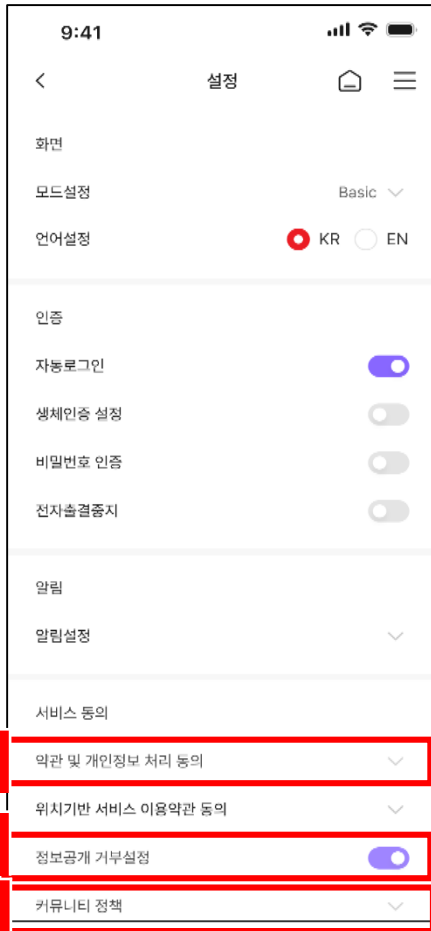 9:41
설정
화면
모드설정 Basic
언어설정 KR EN
인증
자동로그인
생체인증 설정
비밀번호 인증
전자출결중지
알림
알림설정
서비스 동의
약관 및 개인정보 처리 동의
위치기반 서비스 이용약관 동의
정보공개 거부설정
커뮤니티 정책